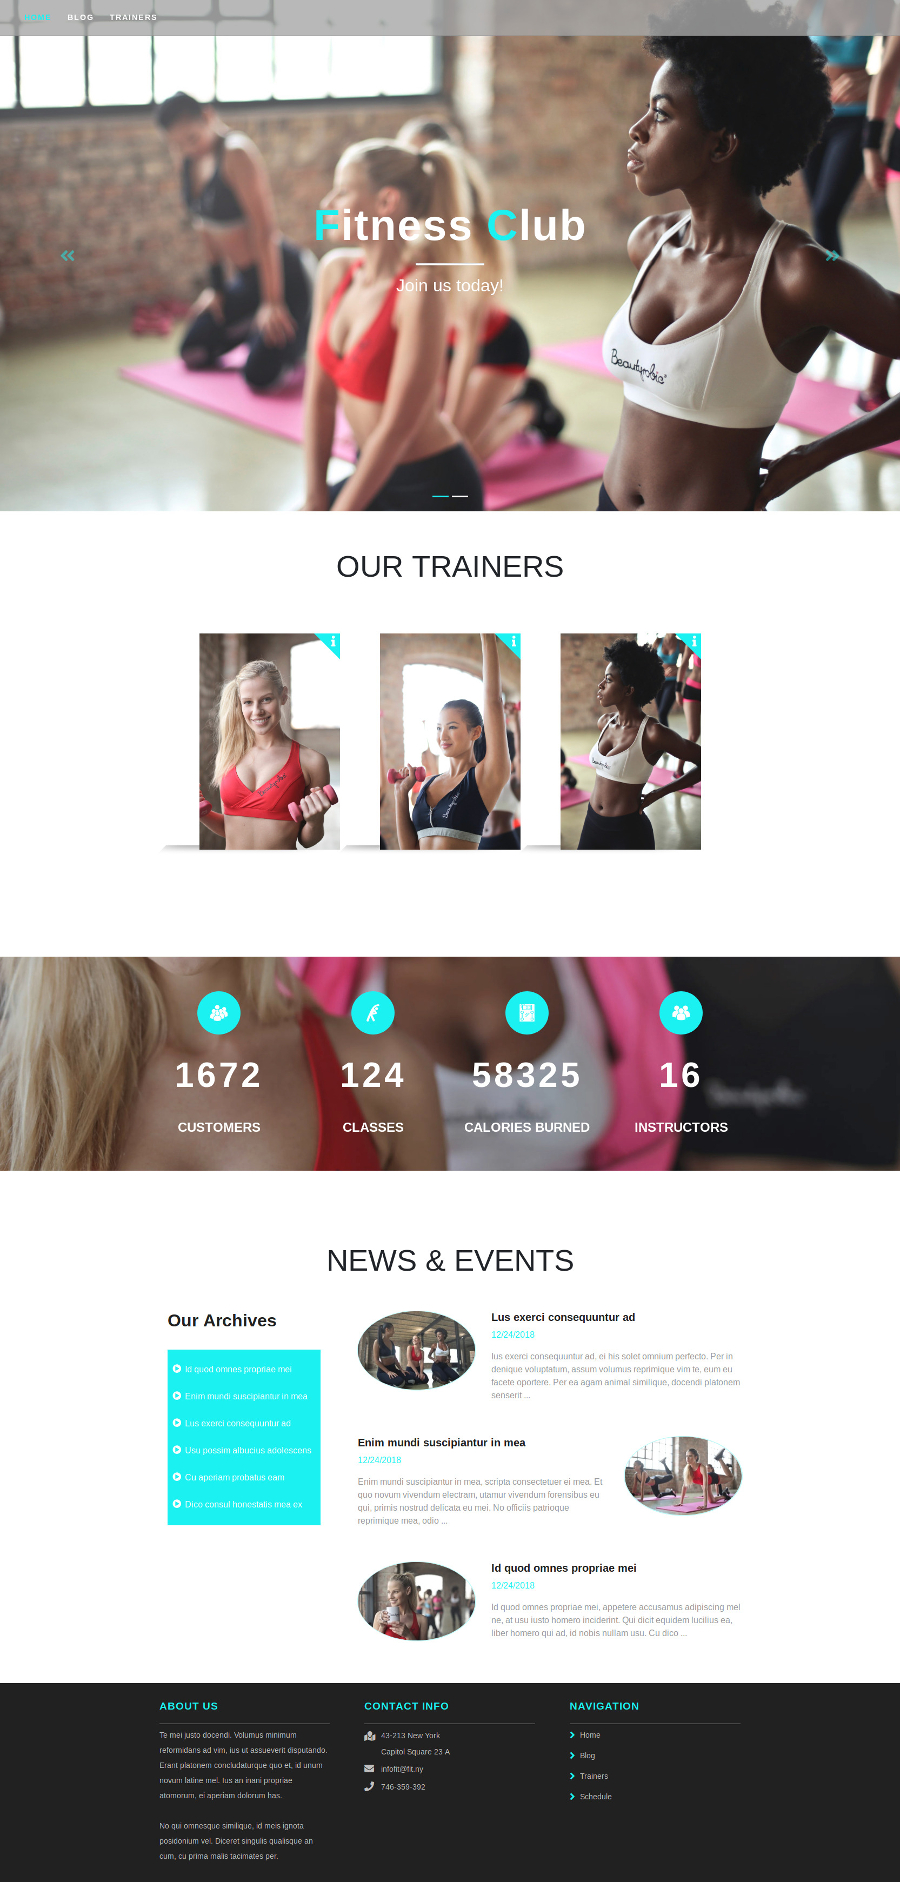 HOME BLOG TRAINERS
Fitness Club
Join us today!
Beautyrobic
OUR TRAINERS
1672
124
58325
16
CUSTOMERS
CLASSES
CALORIES BURNED
INSTRUCTORS
NEWS & EVENTS
Our Archives
Id quod omnes propriae mei
Enim mundi suscipiantur in mea
Lus exerci consequuntur ad
Usu possim albucius adolescens
Cu aperiam probatus eam
Dico consul honestatis mea ex
Lus exerci consequuntur ad
12/24/2018
Ius exerci consequuntur ad, ei his solet omnium perfecto. Per in
denique voluptatum, assum volumus reprimique vim te, eum eu
facete oportere. Per ea agam animal similique, docendi platonem
senserit ...
Enim mundi suscipiantur in mea
12/24/2018
Enim mundi suscipiantur in mea, scripta consectetuer ei mea. Et
quo novum vivendum electram, utamur vivendum forensibus eu
qui, primis nostrud delicata eu mei. No officiis patrioque
reprimique mea, odio ...
Id quod omnes propriae mei
12/24/2018
Id quod omnes propriae mei, appetere accusamus adipiscing mel
ne, at usu iusto homero inciderint. Qui dicit equidem lucilius ea,
liber homero qui ad, id nobis nullam usu. Cu dico ...
ABOUT US
Te mei justo docendi. Volumus minimum
reformidans ad vim, ius ut assueverit disputando.
Erant platonem concludaturque quo et, id unum
novum latine mel. Ius an inani propriae
atomorum, ei aperiam dolorum has.
No qui omnesque similique, id meis ignota
posidonium vel. Diceret singulis qualisque an
cum, cu prima malis tacimates per.
CONTACT INFO
43-213 New York
Capitol Square 23 A
infofit@fit.ny
746-359-392
NAVIGATION
Home
Blog
Trainers
Schedule